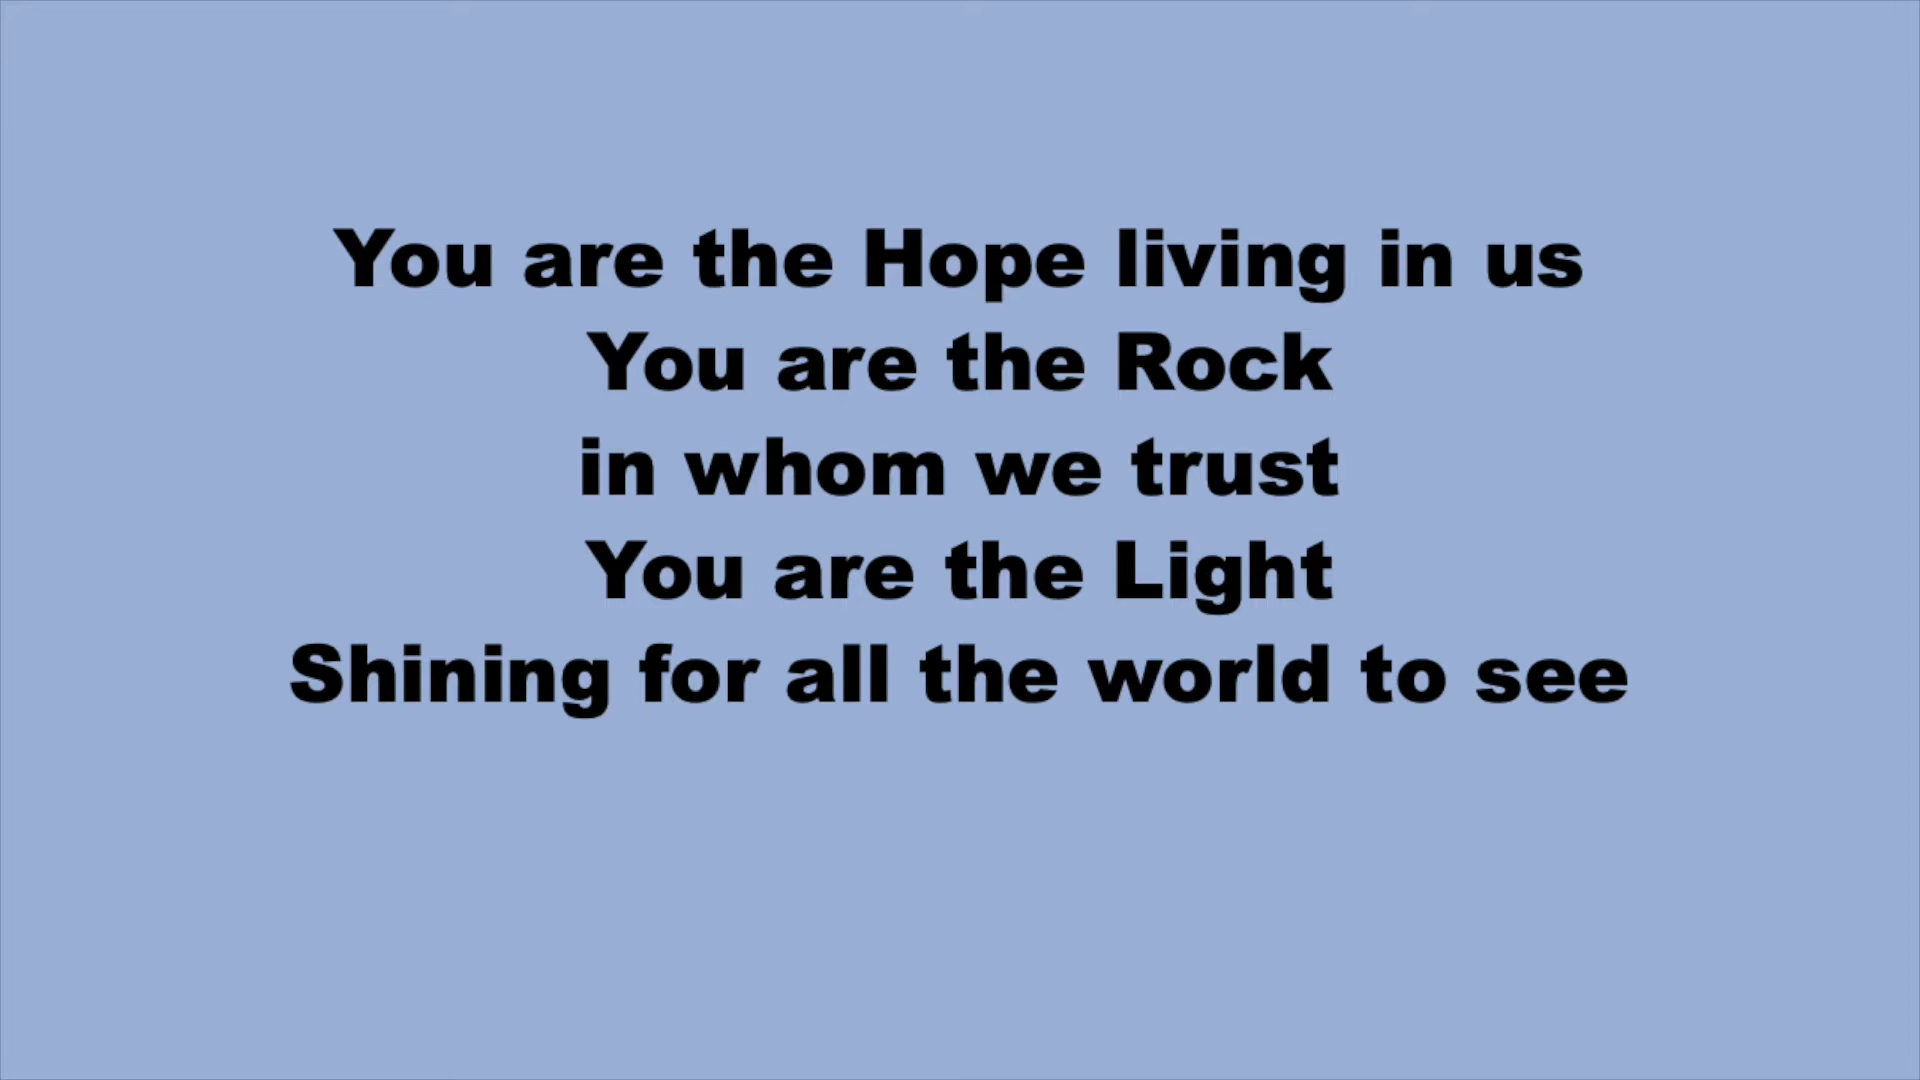 You are the Hope living in us
You are the Rock
in whom we trust
You are the Light
Shining for all the world to see